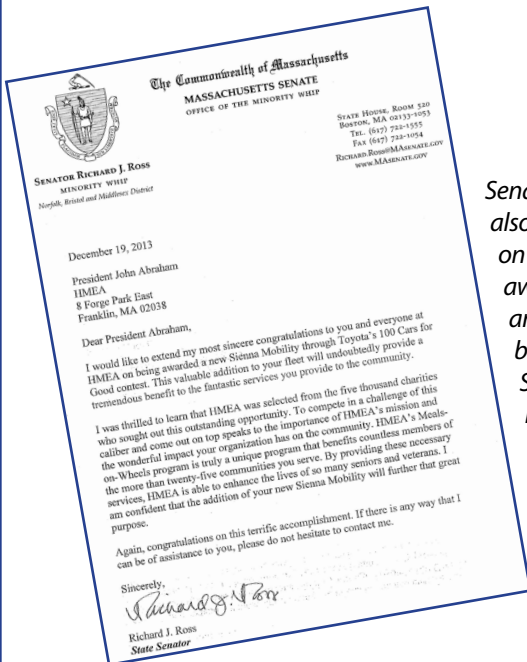 The Commonwealth of Massachusetts
MASSACHUSETTS SENATE
OFFICE OF THE MINORITY WHIP
SENATOR RICHARD J. ROSS
MINORITY WHIP
Norfolk, Bristol and Middlesex District
STATE HOUSE, ROOM 520
BOSTON, MA 02133-1053
TEL. (617) 722-1555
FAX (617) 722-1054
RICHARD.ROSS@MASENATE.GOV
WWW.MASENATE.GOV
December 19, 2013
President John Abraham
HMEA
8 Forge Park East
Franklin, MA 02038
Dear President Abraham,
I would like to extend my most sincere congratulations to you and everyone at
HMEA on being awarded a new Sienna Mobility through Toyota's 100 Cars for
Good contest. This valuable addition to your fleet will undoubtedly provide a
tremendous benefit to the fantastic services you provide to the community.
I was thrilled to learn that HMEA was selected from the five thousand charities
who sought out this outstanding opportunity. To compete in a challenge of this
caliber and come out on top speaks to the importance of HMEA's mission and
the wonderful impact your organization has on the community. HMEA's Meals-
on-Wheels program is truly a unique program that benefits countless members of
the more than twenty-five communities you serve. By providing these necessary
services, HMEA is able to enhance the lives of so many seniors and veterans. I
am confident that the addition of your new Sienna Mobility will further that great
purpose.
Again, congratulations on this terrific accomplishment. If there is any way that I
can be of assistance to you, please do not hesitate to contact me.
Sincerely,
Richard J. Ross
Richard J. Ross
State Senator
also
on